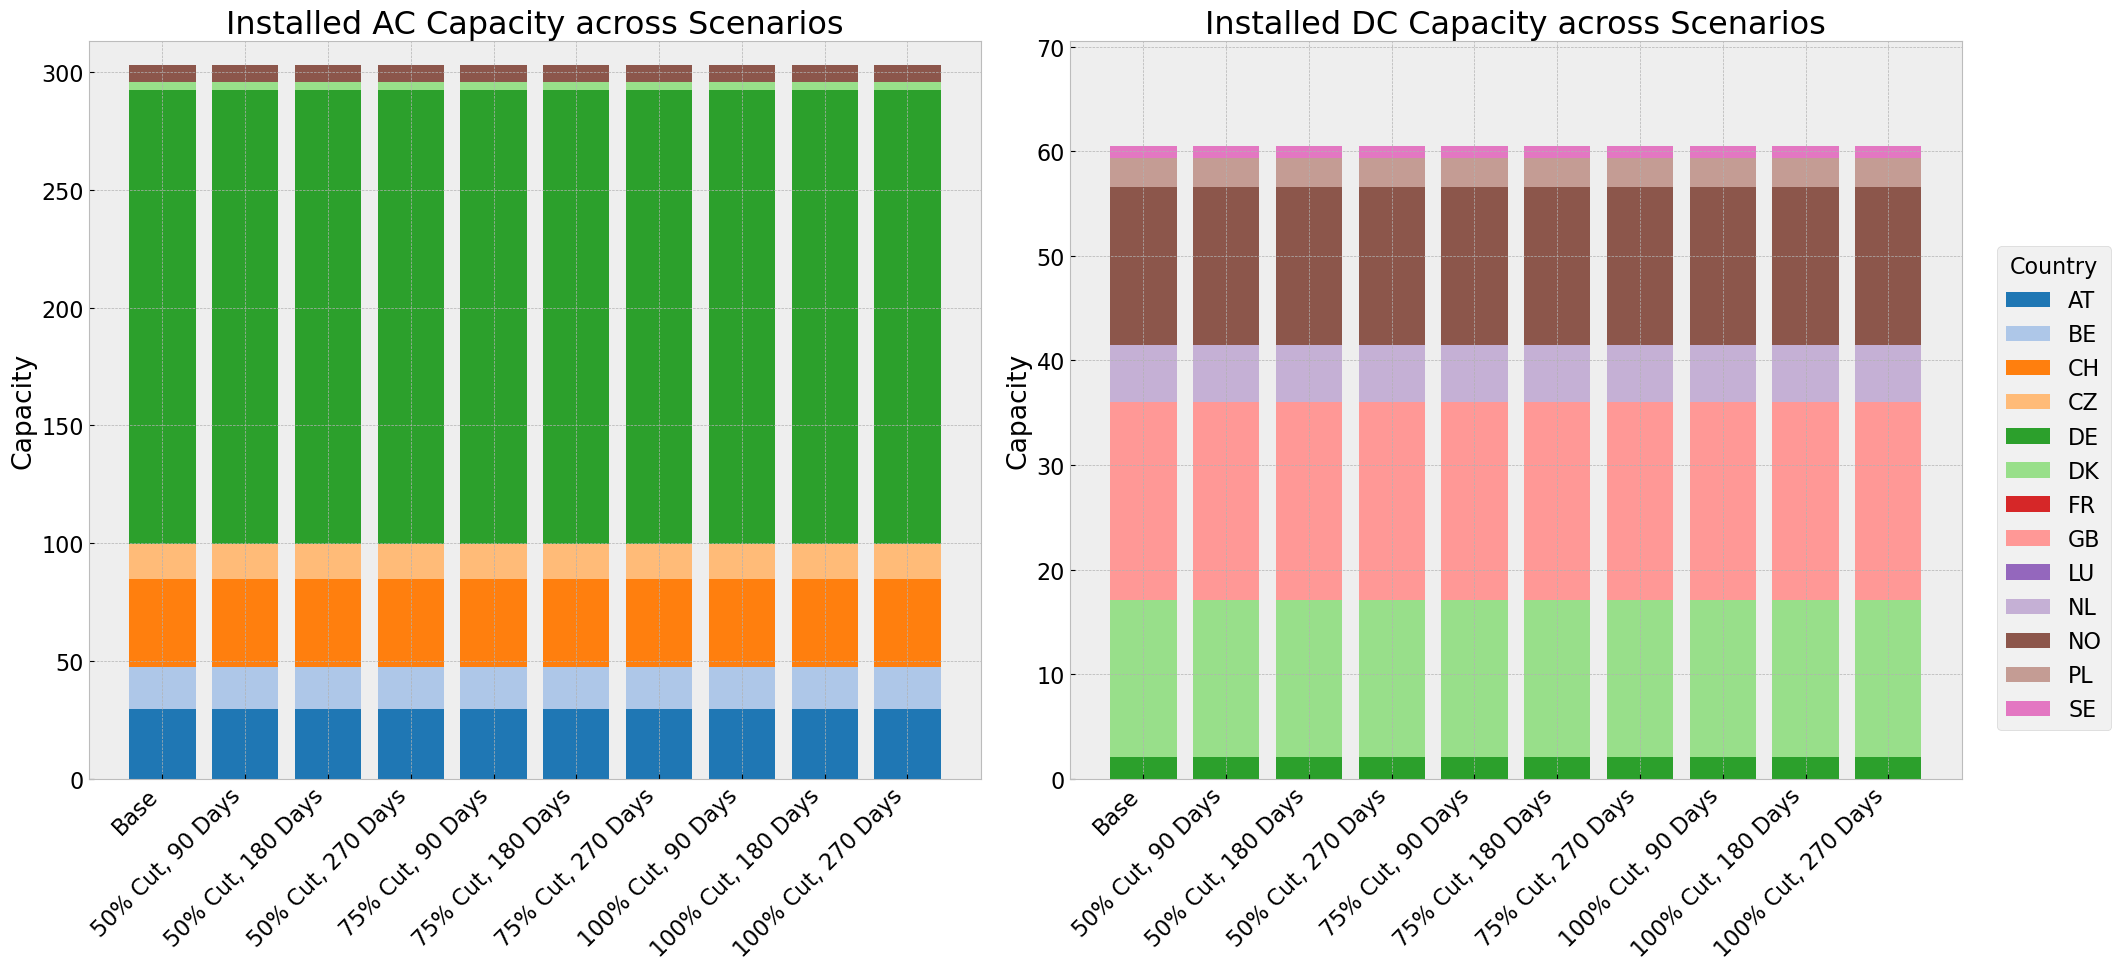 Installed AC Capacity across Scenarios
Capacity
300
250
200
150
100
50
0
Base
50% Cut, 90 Days
50% Cut, 180 Days
50% Cut, 270 Days
75% Cut, 90 Days
75% Cut, 180 Days
75% Cut, 270 Days
100% Cut, 90 Days
100% Cut, 180 Days
100% Cut, 270 Days
Installed DC Capacity across Scenarios
Capacity
70
60
50
40
30
20
10
0
Base
50% Cut, 90 Days
50% Cut, 180 Days
50% Cut, 270 Days
75% Cut, 90 Days
75% Cut, 180 Days
75% Cut, 270 Days
100% Cut, 90 Days
100% Cut, 180 Days
100% Cut, 270 Days
Country
AT
BE
CH
CZ
DE
DK
FR
GB
LU
NL
NO
PL
SE